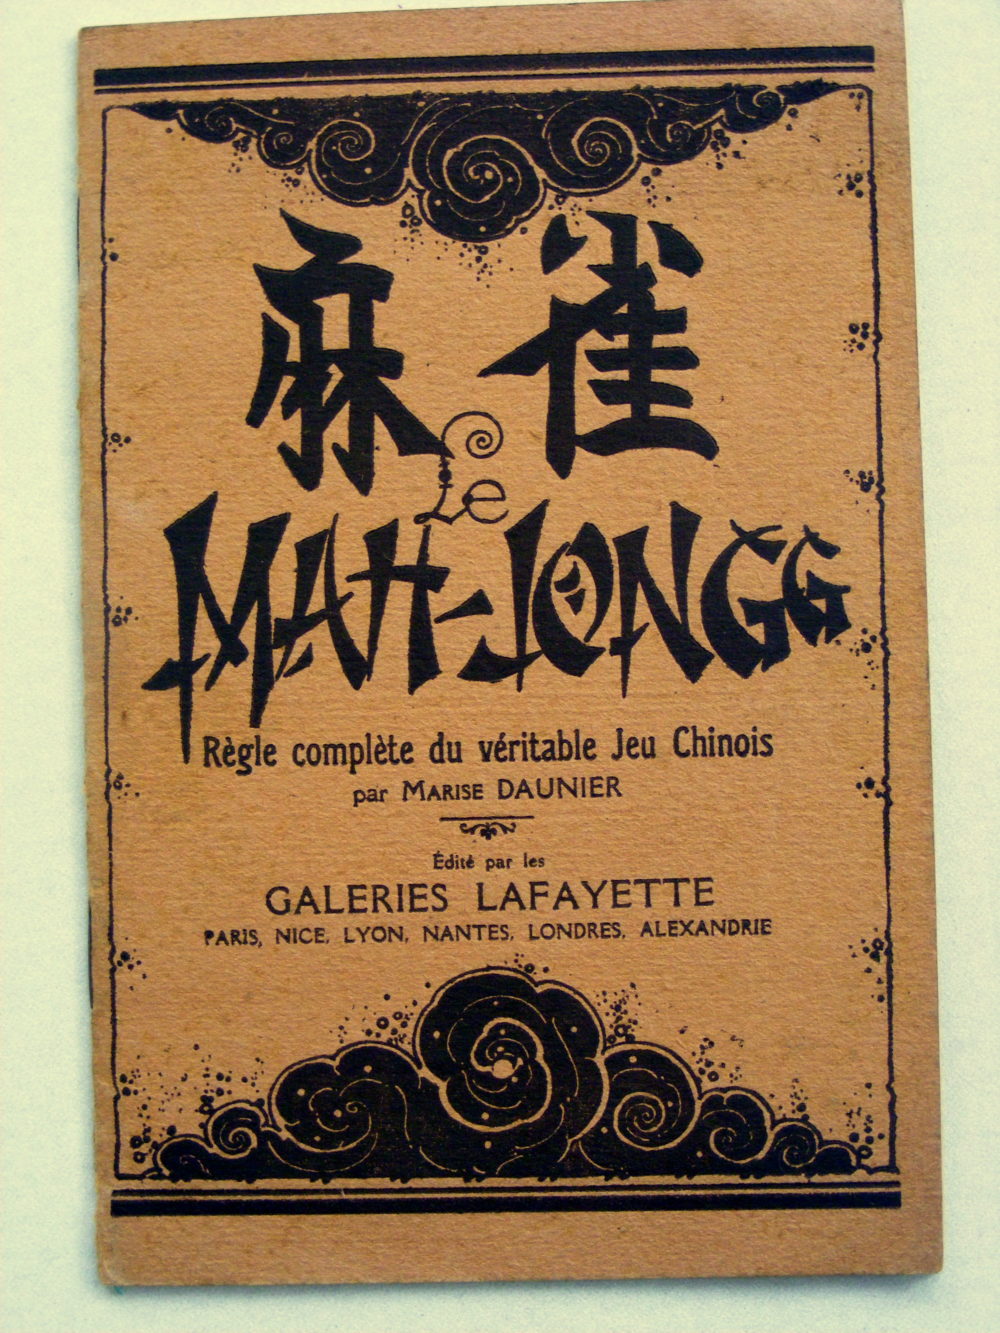 麻雀
Le
MAH-JONGG
Règle complète du véritable Jeu Chinois
par MARISE DAUNIER
Édité par les
GALERIES LAFAYETTE
PARIS, NICE, LYON, NANTES, LONDRES, ALEXANDRIE